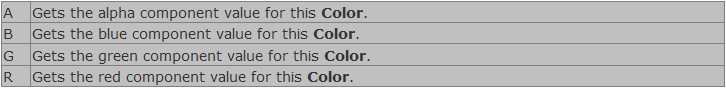 A Gets the alpha component value for this Color.
B Gets the blue component value for this Color.
G Gets the green component value for this Color.
R Gets the red component value for this Color.